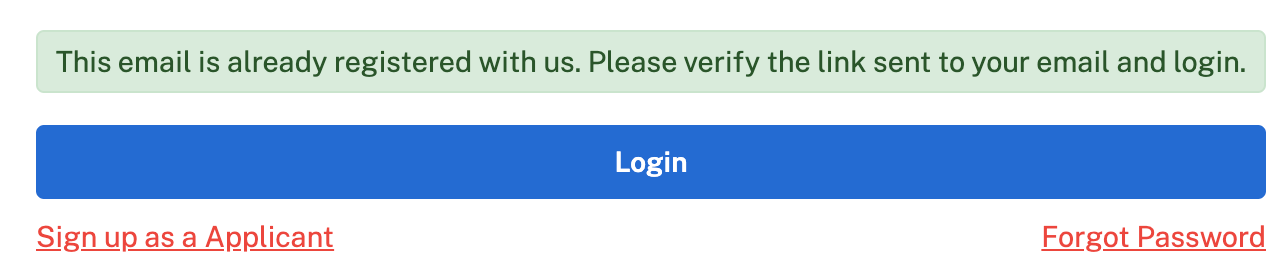 This email is already registered with us. Please verify the link sent to your email and login.
Login
Sign up as a Applicant
Forgot Password